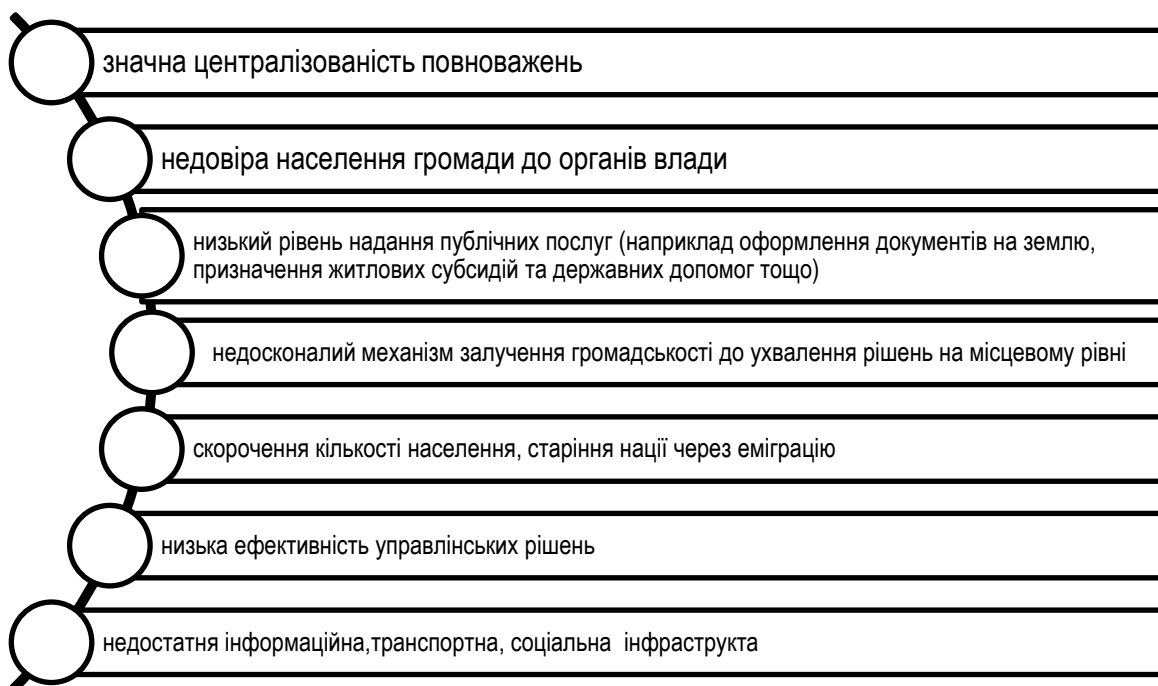 значна централізованість повноважень
недовіра населення громади до органів влади
низький рівень надання публічних послуг (наприклад оформлення документів на землю,
призначення житлових субсидій та державних допомог тощо)
недосконалий механізм залучення громадськості до ухвалення рішень на місцевому рівні
скорочення кількості населення, старіння нації через еміграцію
низька ефективність управлінських рішень
недостатня інформаційна,транспортна, соціальна  інфраструкта